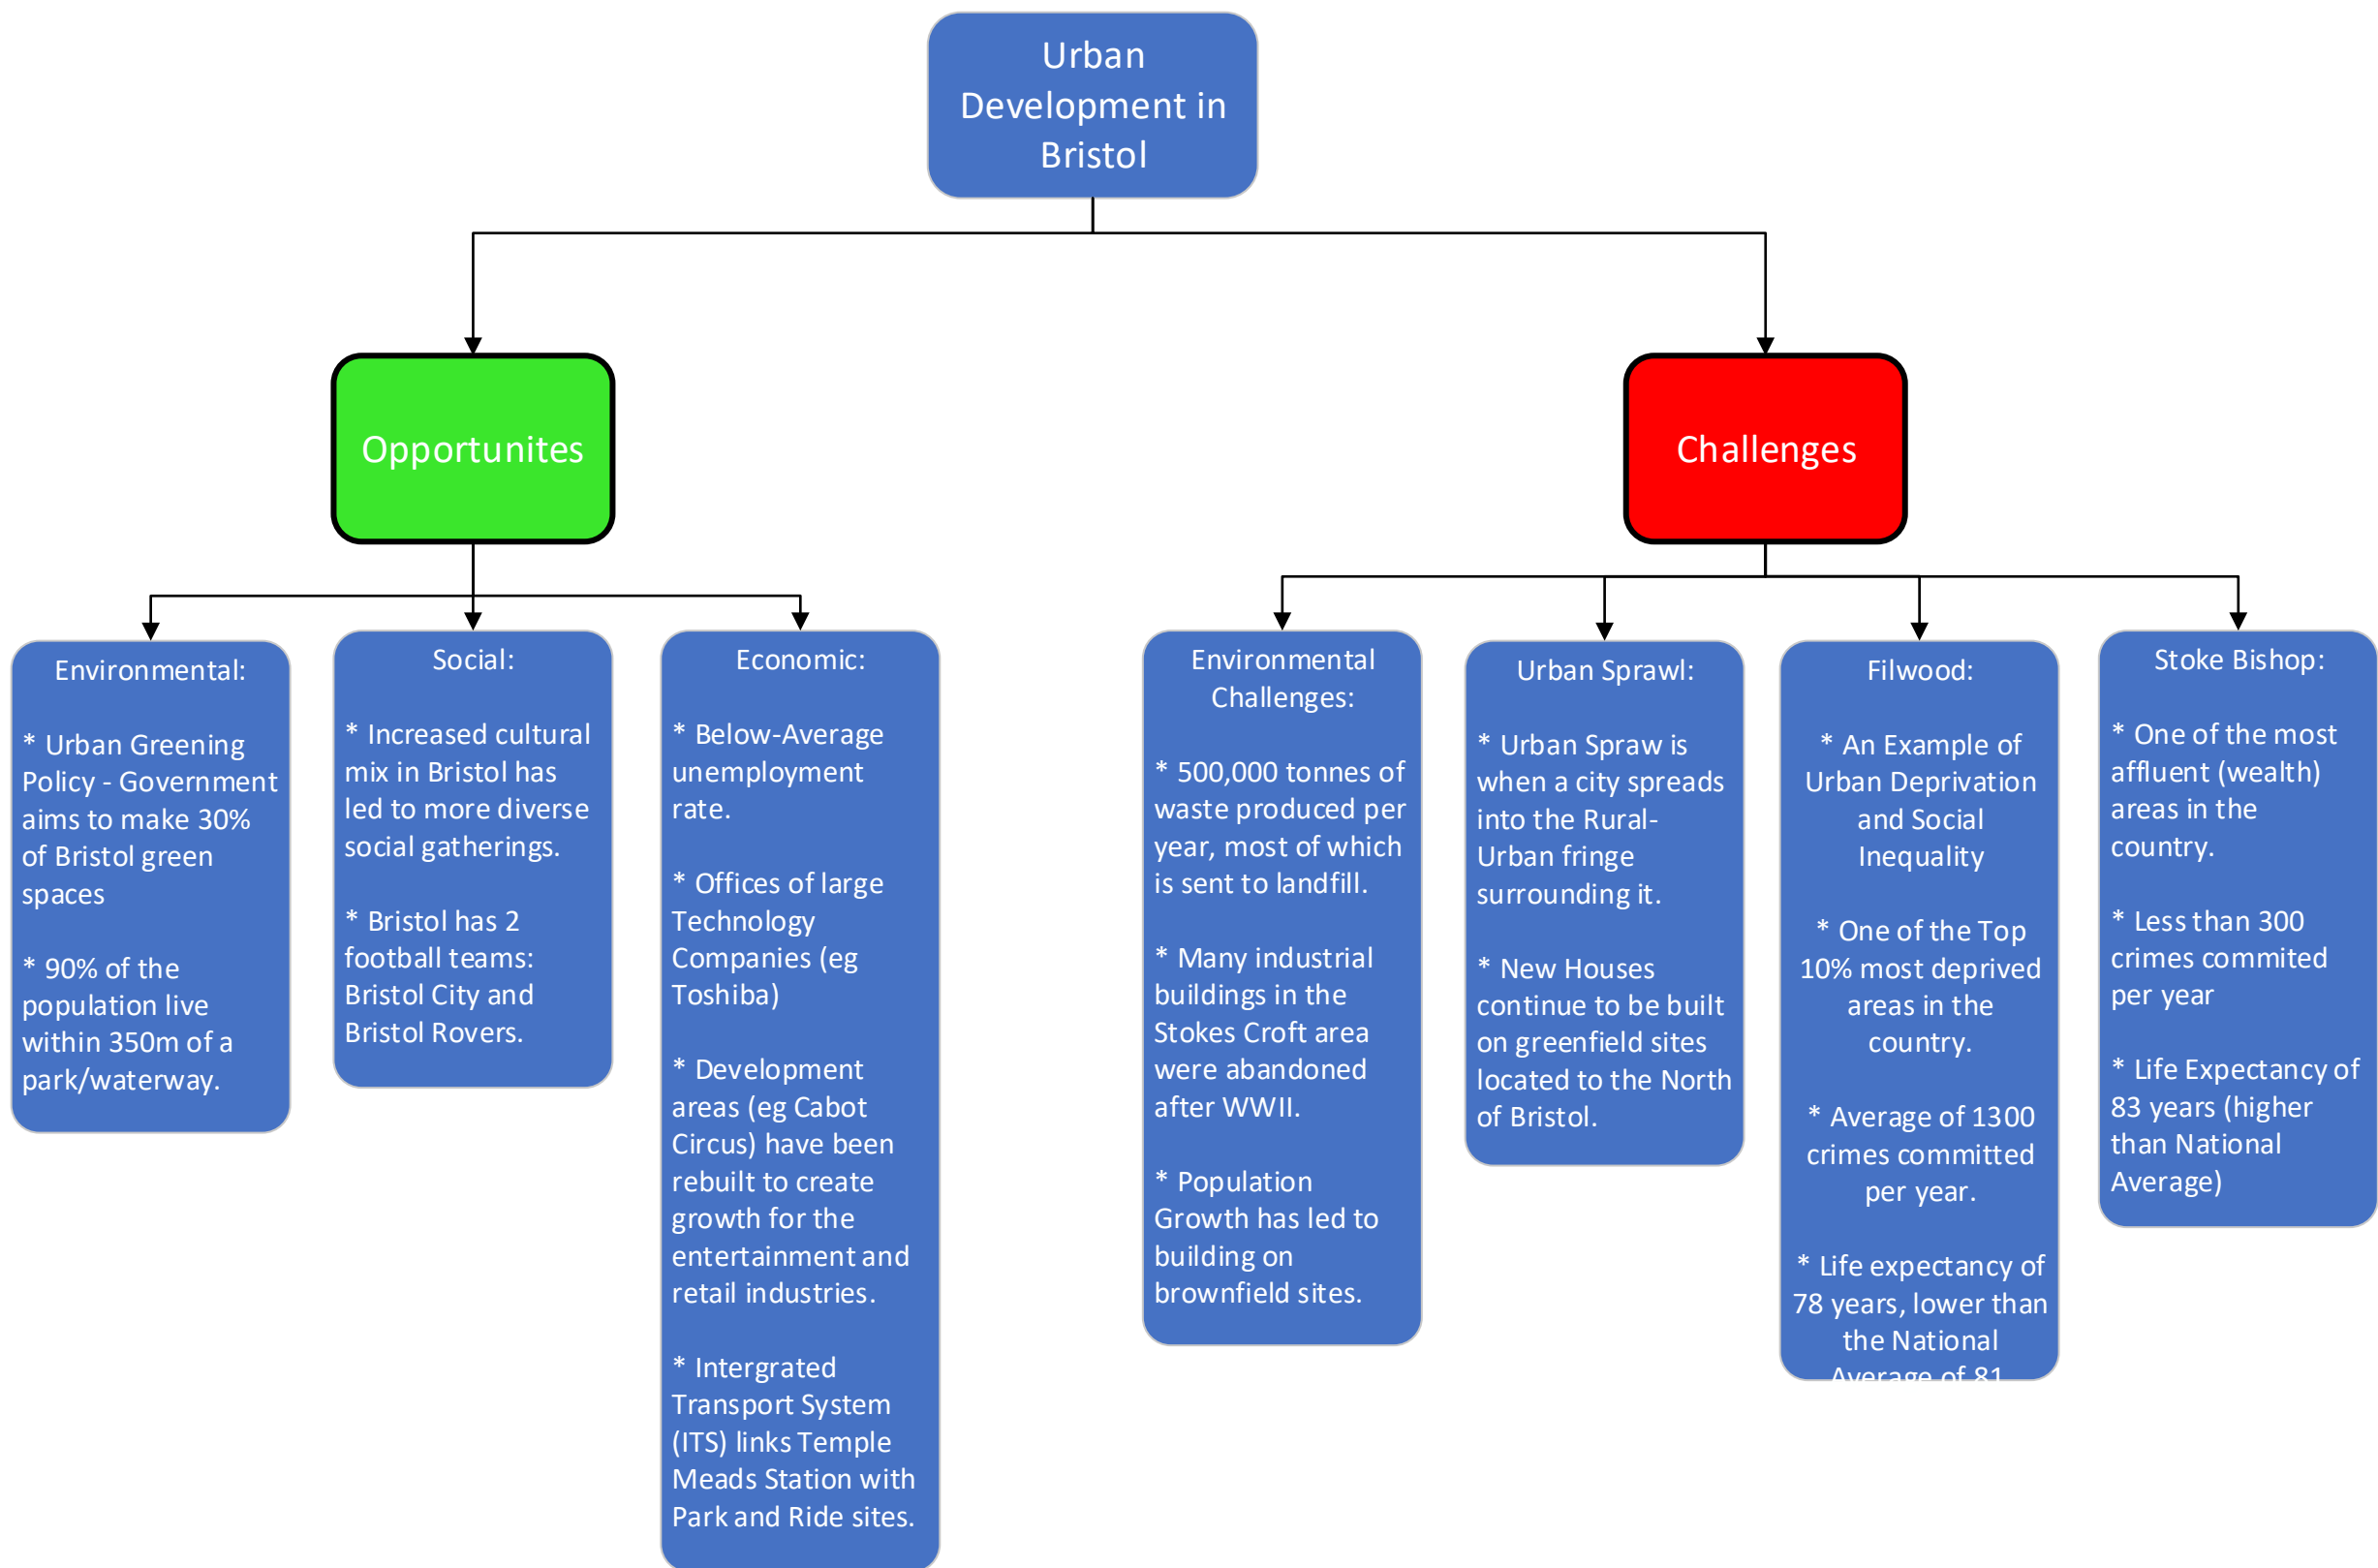 Urban
Development in
Bristol
Opportunites
Challenges
Environmental:
* Urban Greening
Policy - Government
aims to make 30%
of Bristol green
spaces
* 90% of the
population live
within 350m of a
park/waterway.
Social:
* Increased cultural
mix in Bristol has
led to more diverse
social gatherings.
* Bristol has 2
football teams:
Bristol City and
Bristol Rovers.
Economic:
* Below-Average
unemployment
rate.
* Offices of large
Technology
Companies (eg
Toshiba)
* Development
areas (eg Cabot
Circus) have been
rebuilt to create
growth for the
entertainment and
retail industries.
* Intergrated
Transport System
(ITS) links Temple
Meads Station with
Park and Ride sites.
Environmental
Challenges:
* 500,000 tonnes of
waste produced per
year, most of which
is sent to landfill.
* Many industrial
buildings in the
Stokes Croft area
were abandoned
after WWII.
* Population
Growth has led to
building on
brownfield sites.
Urban Sprawl:
* Urban Spraw is
when a city spreads
into the Rural-
Urban fringe
surrounding it.
* New Houses
continue to be built
on greenfield sites
located to the North
of Bristol.
Filwood:
* An Example of
Urban Deprivation
and Social
Inequality
* One of the Top
10% most deprived
areas in the
country.
* Average of 1300
crimes committed
per year.
* Life expectancy of
78 years, lower than
the National
Average of 81
Stoke Bishop:
* One of the most
affluent (wealth)
areas in the
country.
* Less than 300
crimes commited
per year
* Life Expectancy of
83 years (higher
than National
Average)